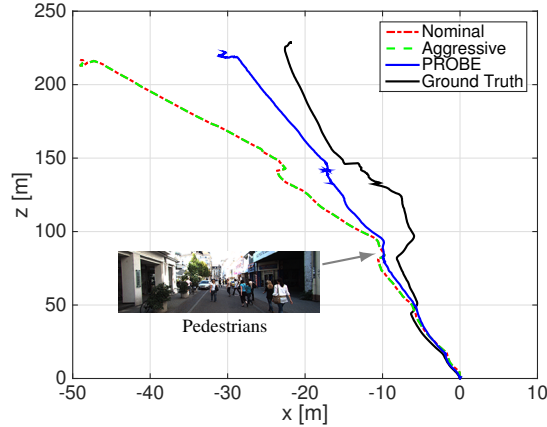 250
200
150
100
50
0
z [m]
Nominal
Aggressive
PROBE
Ground Truth
Pedestrians
-50
-40
-30
-20
-10
0
10
x [m]